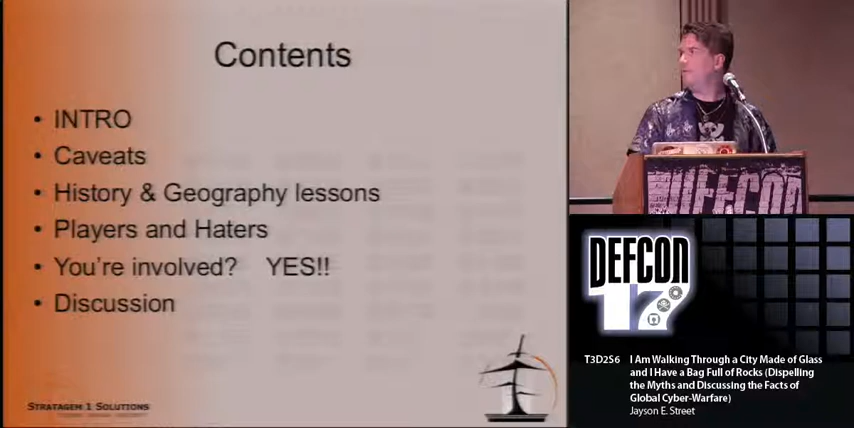 Contents
• INTRO
• Caveats
• History & Geography lessons
• Players and Haters
• You're involved? YES!!
• Discussion
STRATAGEM 1 SOLUTIONS
DEFCON
DEFCON
17
T3D2S6 I Am Walking Through a City Made of Glass
and I Have a Bag Full of Rocks (Dispelling
the Myths and Discussing the Facts of
Global Cyber-Warfare)
Jayson E. Street